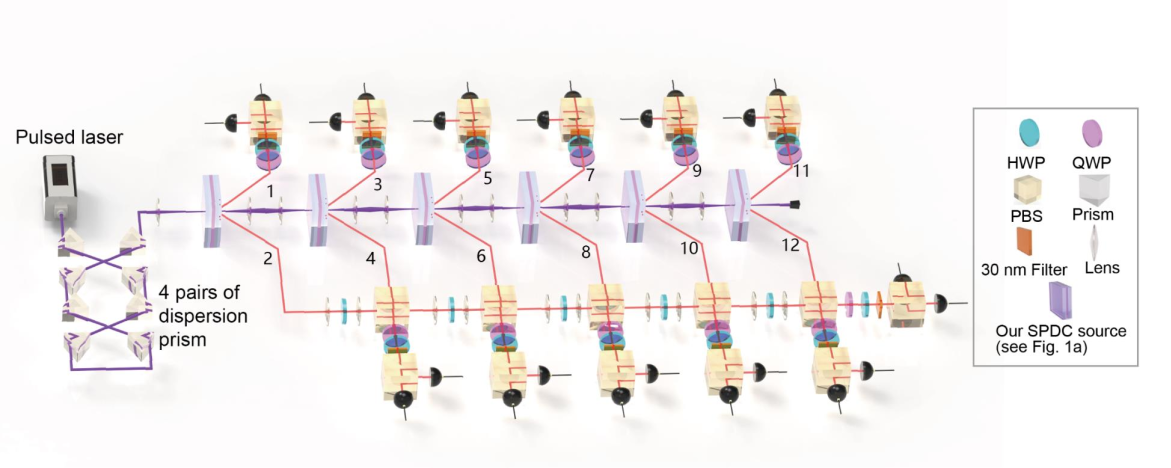 Pulsed laser
4 pairs of
dispersion
prism
1
3
5
7
9
11
2
4
6
8
10
12
HWP
QWP
PBS
Prism
30 nm Filter
Lens
Our SPDC source
(see Fig. 1a)